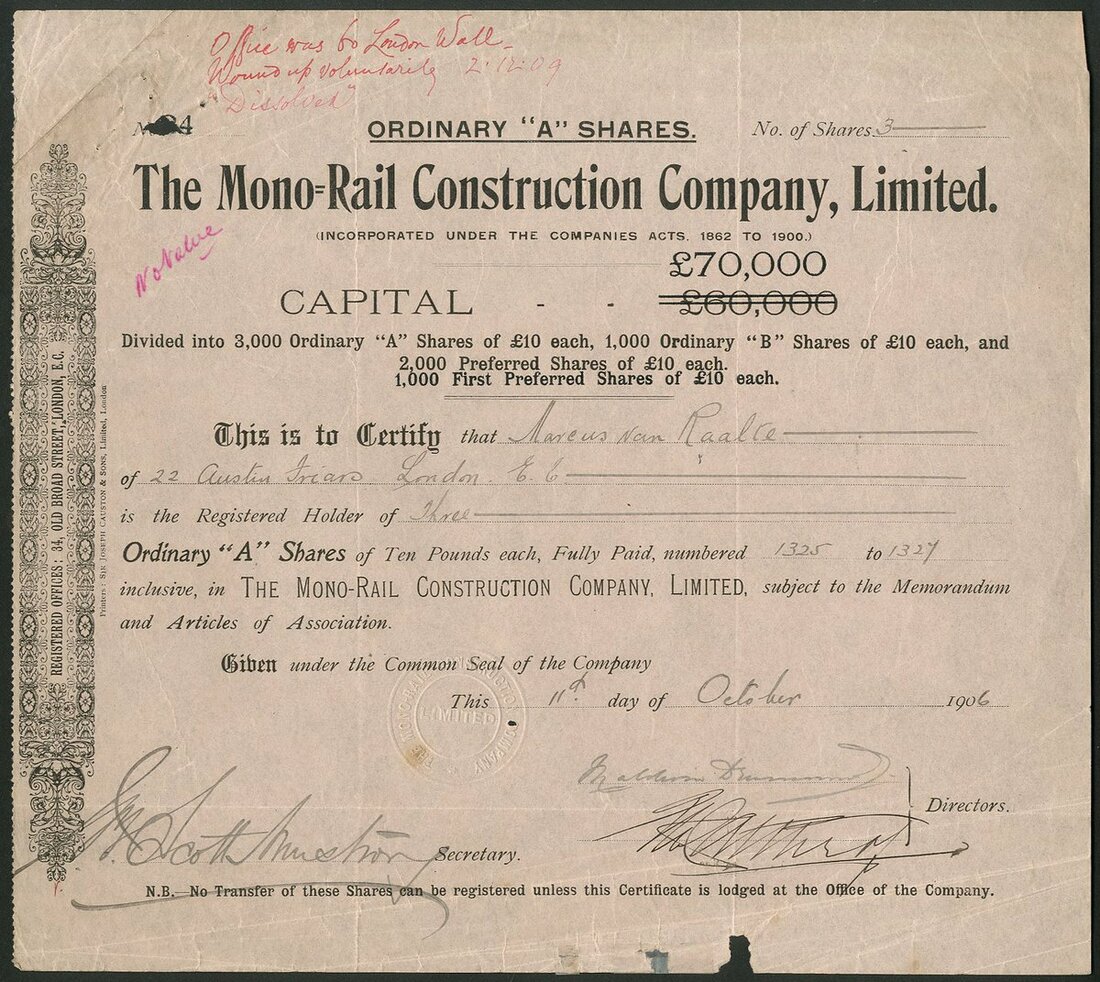 Office was 60 London Wall
Wound up voluntarily 2.12.09
"Dissolved"
ORDINARY "A" SHARES.
No. of Shares 3
The Mono=Rail Construction Company, Limited.
(INCORPORATED UNDER THE COMPANIES ACTS, 1862 TO 1900.)
No Value
£70,000
CAPITAL - - £60,000
Divided into 3,000 Ordinary "A" Shares of £10 each, 1,000 Ordinary "B" Shares of £10 each, and
2,000 Preferred Shares of £10 each.
1,000 First Preferred Shares of £10 each.
This is to Certify that Marcus van Raalte
of 22 Austin Friars London E.C
is the Registered Holder of Three
Ordinary "A" Shares of Ten Pounds each, Fully Paid, numbered 1325 to 1327
inclusive, in THE MONO-RAIL CONSTRUCTION COMPANY, LIMITED, subject to the Memorandum
and Articles of Association.
Given under the Common Seal of the Company
This 11th day of October 1906
THE MONO-RAIL CONSTRUCTION COMPANY
LIMITED
Directors.
Secretary.
N.B.—No Transfer of these Shares can be registered unless this Certificate is lodged at the Office of the Company.
REGISTERED OFFICES: 34, OLD BROAD STREET, LONDON, E.C.
Printers: SIR JOSEPH CAUSTON & SONS, Limited, London